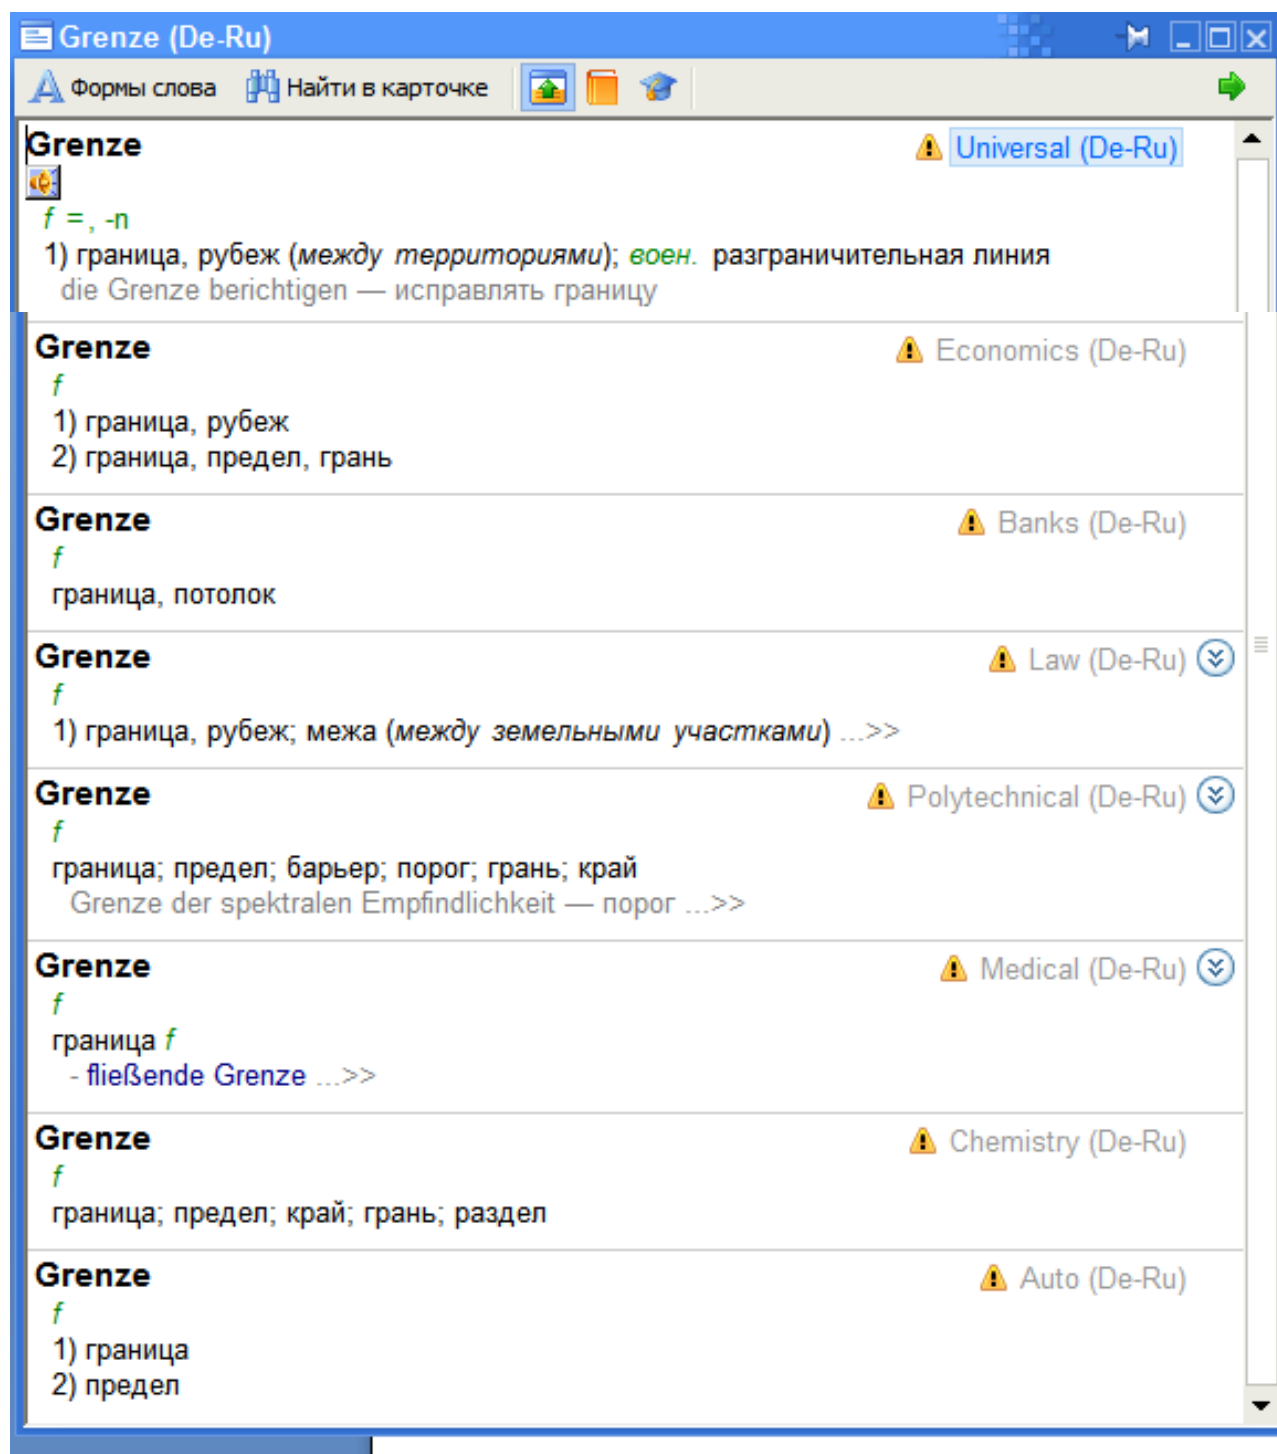 Grenze (De-Ru)
Формы слова Найти в карточке
Grenze Universal (De-Ru)
f =, -n
1) граница, рубеж (между территориями); воен. разграничительная линия
die Grenze berichtigen — исправлять границу
Grenze Economics (De-Ru)
f
1) граница, рубеж
2) граница, предел, грань
Grenze Banks (De-Ru)
f
граница, потолок
Grenze Law (De-Ru)
f
1) граница, рубеж; межа (между земельными участками) ...>>
Grenze Polytechnical (De-Ru)
f
граница; предел; барьер; порог; грань; край
Grenze der spektralen Empfindlichkeit — порог ...>>
Grenze Medical (De-Ru)
f
граница f
- fließende Grenze ...>>
Grenze Chemistry (De-Ru)
f
граница; предел; край; грань; раздел
Grenze Auto (De-Ru)
f
1) граница
2) предел